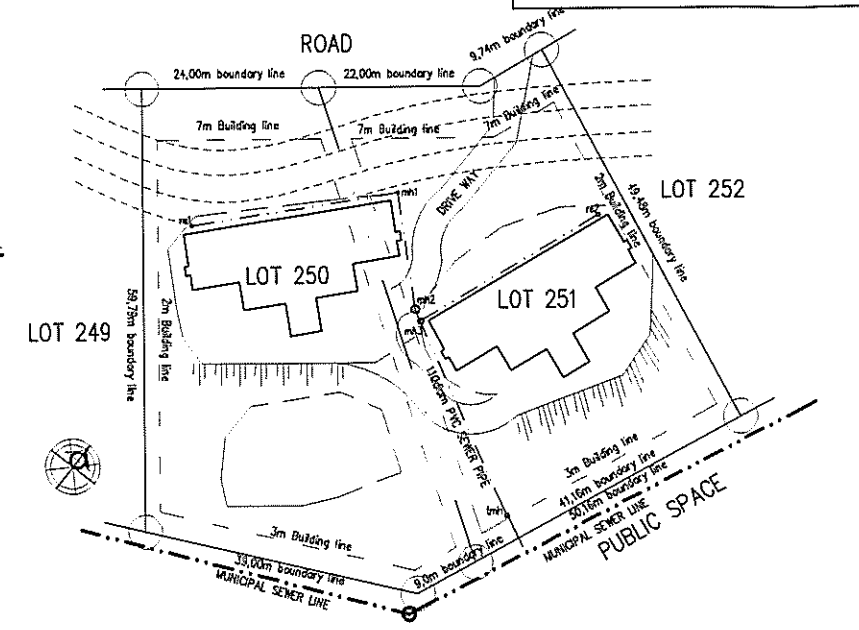 9,74m boundary line
ROAD
24,00m boundary line
22,00m boundary line
7m Building line
7m Building line
7m Building line
DRIVE WAY
2m Building line
49,48m boundary line
LOT 252
mh1
LOT 250
LOT 251
mh2
LOT 249
59,79m boundary line
2m Building line
110diam PVC SEWER PIPE
3m Building line
41,16m boundary line
50,16m boundary line
MUNICIPAL SEWER LINE
PUBLIC SPACE
3m Building line
39,00m boundary line
9,0m boundary line
MUNICIPAL SEWER LINE